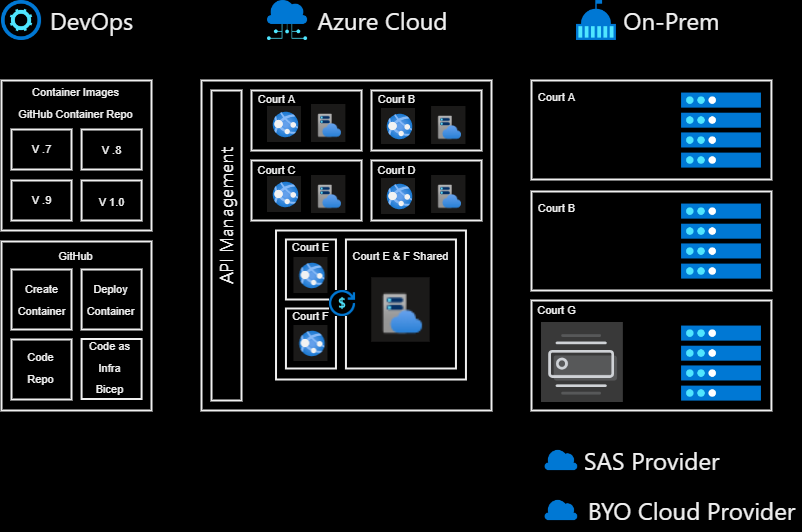 DevOps
Azure Cloud
On-Prem
Container Images
GitHub Container Repo
V .7
V .8
V .9
V 1.0
GitHub
Create
Container
Deploy
Container
Code
Repo
Code as
Infra
Bicep
API Management
Court A
Court B
Court C
Court D
Court E
Court F
Court E & F Shared
$
Court A
Court B
Court G
SAS Provider
BYO Cloud Provider